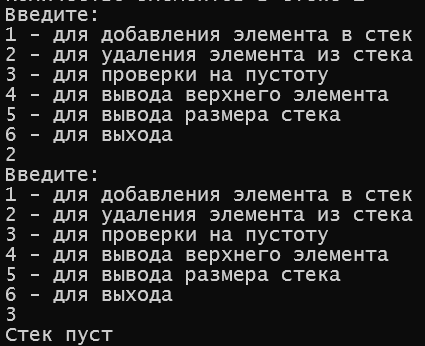 Введите:
1 - для добавления элемента в стек
2 - для удаления элемента из стека
3 - для проверки на пустоту
4 - для вывода верхнего элемента
5 - для вывода размера стека
6 - для выхода
2
Введите:
1 - для добавления элемента в стек
2 - для удаления элемента из стека
3 - для проверки на пустоту
4 - для вывода верхнего элемента
5 - для вывода размера стека
6 - для выхода
3
Стек пуст